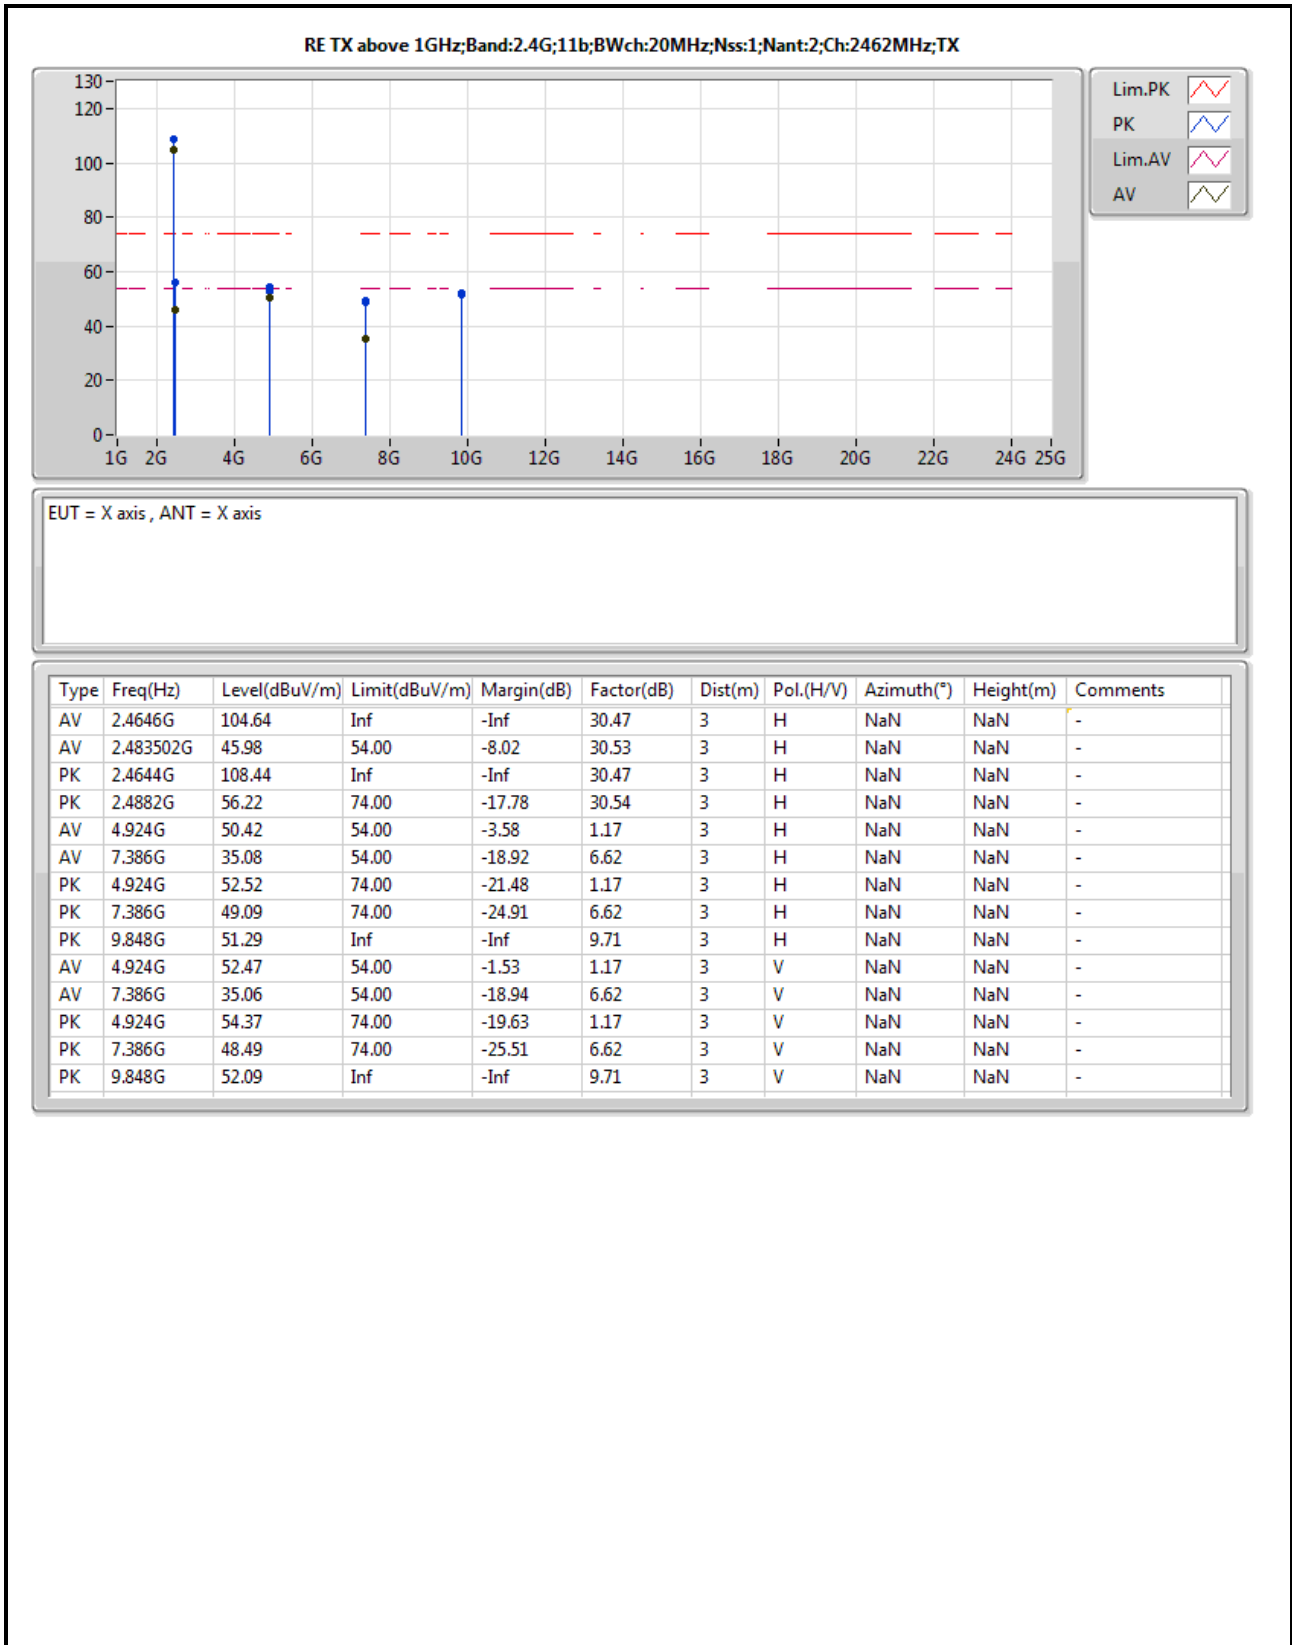 RE TX above 1GHz;Band:2.4G;11b;BWch:20MHz;Nss:1;Nant:2;Ch:2462MHz;TX
130
120
100
80
60
40
20
0
1G 2G 4G 6G 8G 10G 12G 14G 16G 18G 20G 22G 24G 25G
Lim.PK
PK
Lim.AV
AV
EUT = X axis , ANT = X axis
Type Freq(Hz) Level(dBuV/m) Limit(dBuV/m) Margin(dB) Factor(dB) Dist(m) Pol.(H/V) Azimuth(°) Height(m) Comments
AV 2.4646G 104.64 Inf -Inf 30.47 3 H NaN NaN -
AV 2.483502G 45.98 54.00 -8.02 30.53 3 H NaN NaN -
PK 2.4644G 108.44 Inf -Inf 30.47 3 H NaN NaN -
PK 2.4882G 56.22 74.00 -17.78 30.54 3 H NaN NaN -
AV 4.924G 50.42 54.00 -3.58 1.17 3 H NaN NaN -
AV 7.386G 35.08 54.00 -18.92 6.62 3 H NaN NaN -
PK 4.924G 52.52 74.00 -21.48 1.17 3 H NaN NaN -
PK 7.386G 49.09 74.00 -24.91 6.62 3 H NaN NaN -
PK 9.848G 51.29 Inf -Inf 9.71 3 H NaN NaN -
AV 4.924G 52.47 54.00 -1.53 1.17 3 V NaN NaN -
AV 7.386G 35.06 54.00 -18.94 6.62 3 V NaN NaN -
PK 4.924G 54.37 74.00 -19.63 1.17 3 V NaN NaN -
PK 7.386G 48.49 74.00 -25.51 6.62 3 V NaN NaN -
PK 9.848G 52.09 Inf -Inf 9.71 3 V NaN NaN -